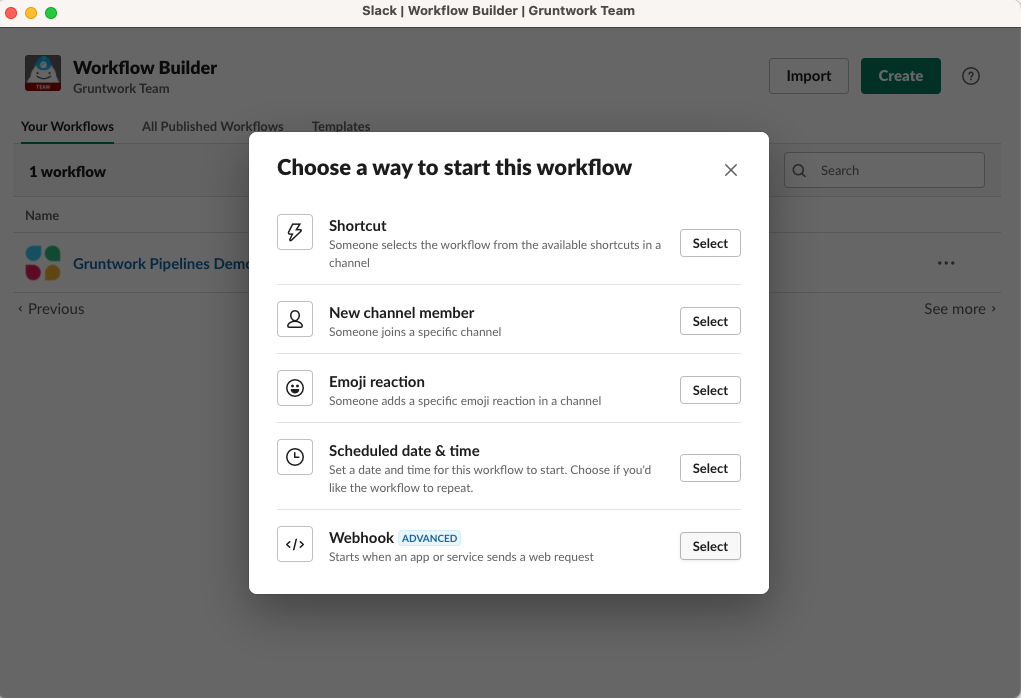 Slack | Workflow Builder | Gruntwork Team
TEAM
Workflow Builder
Gruntwork Team
Import
Create
?
Your Workflows
All Published Workflows
Templates
1 workflow
Search
Name
Gruntwork Pipelines Demo
‹ Previous
See more ›
Choose a way to start this workflow
Shortcut
Someone selects the workflow from the available shortcuts in a
channel
Select
New channel member
Someone joins a specific channel
Select
Emoji reaction
Someone adds a specific emoji reaction in a channel
Select
Scheduled date & time
Set a date and time for this workflow to start. Choose if you'd
like the workflow to repeat.
Select
</>
Webhook ADVANCED
Starts when an app or service sends a web request
Select